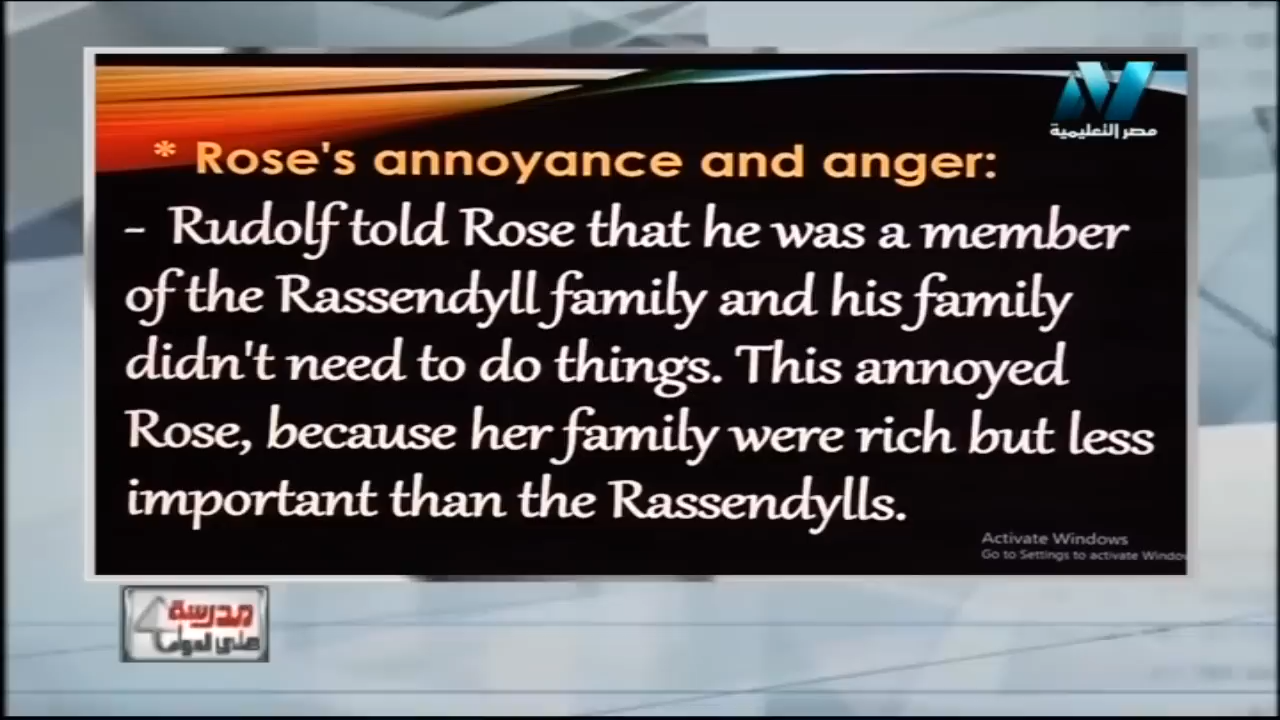 مصر التعليمية
* Rose's annoyance and anger:
- Rudolf told Rose that he was a member
of the Rassendyll family and his family
didn't need to do things. This annoyed
Rose, because her family were rich but less
important than the Rassendylls.
Activate Windows
Go to Settings to activate Window
مدرسة
على الهواء